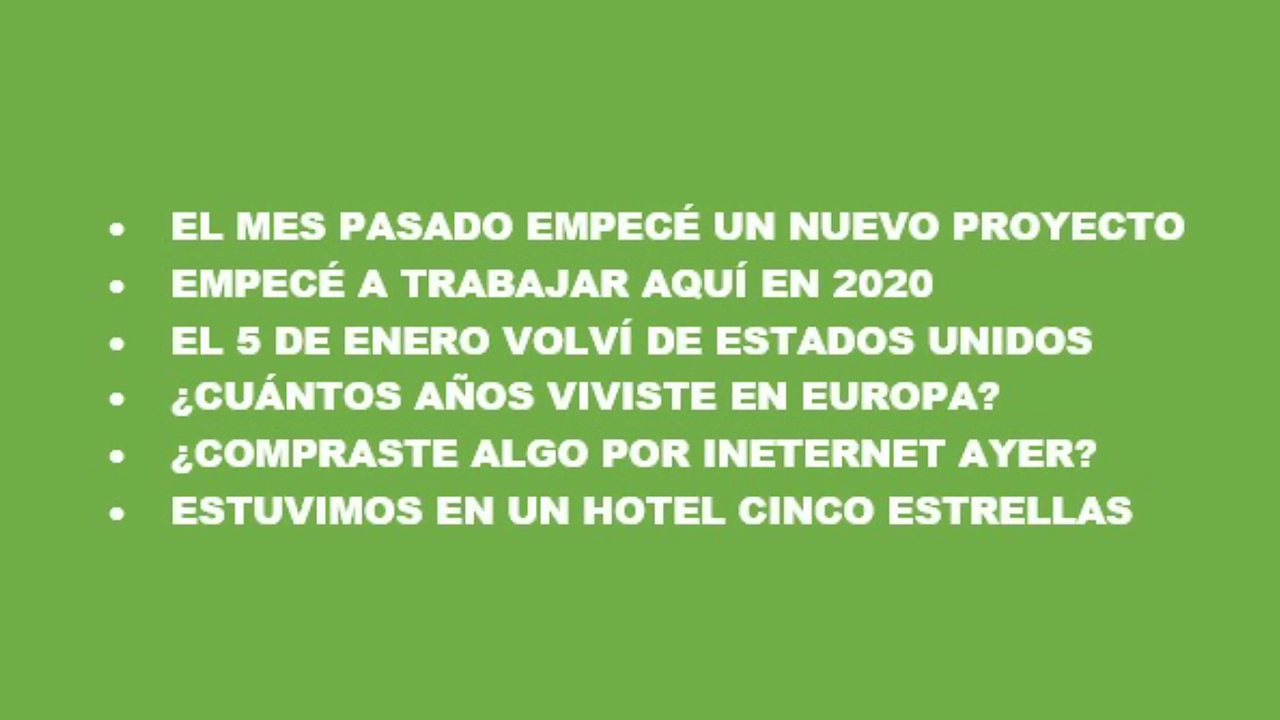 • EL MES PASADO EMPECÉ UN NUEVO PROYECTO
• EMPECÉ A TRABAJAR AQUÍ EN 2020
• EL 5 DE ENERO VOLVÍ DE ESTADOS UNIDOS
• ¿CUÁNTOS AÑOS VIVISTE EN EUROPA?
• ¿COMPRASTE ALGO POR INETERNET AYER?
• ESTUVIMOS EN UN HOTEL CINCO ESTRELLAS